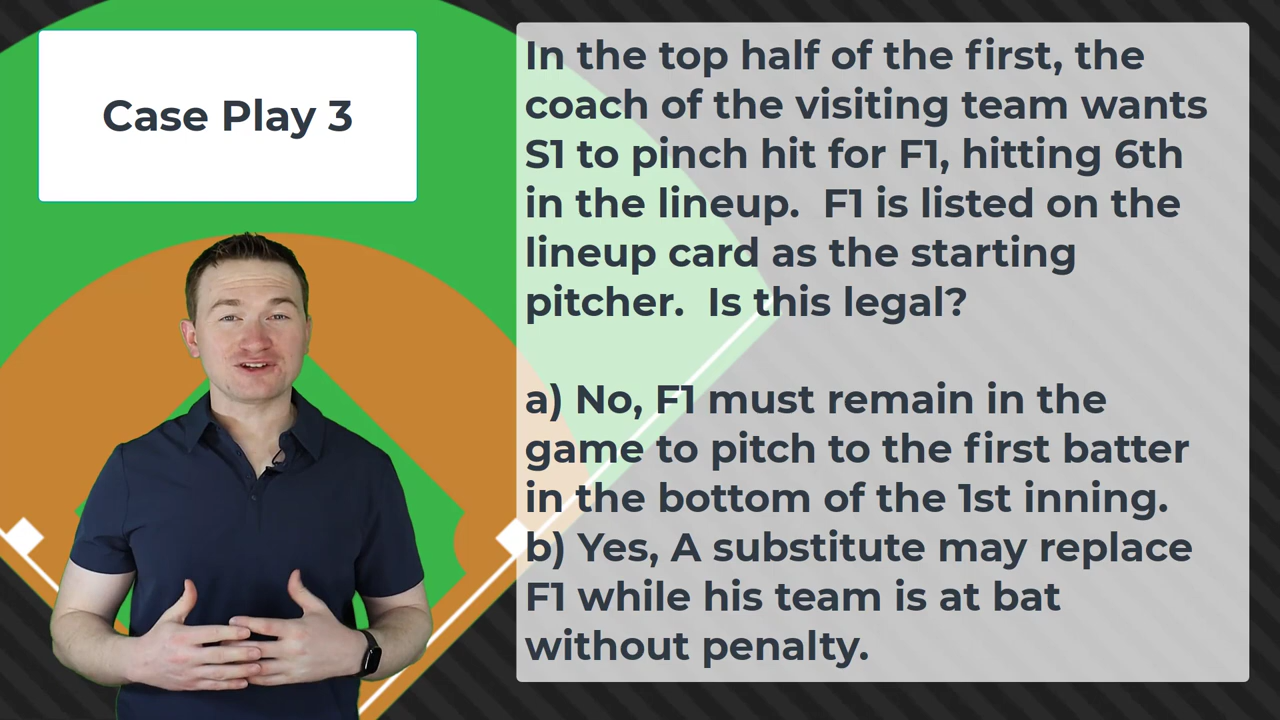 Case Play 3
In the top half of the first, the
coach of the visiting team wants
S1 to pinch hit for F1, hitting 6th
in the lineup.  F1 is listed on the
lineup card as the starting
pitcher.  Is this legal?
a) No, F1 must remain in the
game to pitch to the first batter
in the bottom of the 1st inning.
b) Yes, A substitute may replace
F1 while his team is at bat
without penalty.